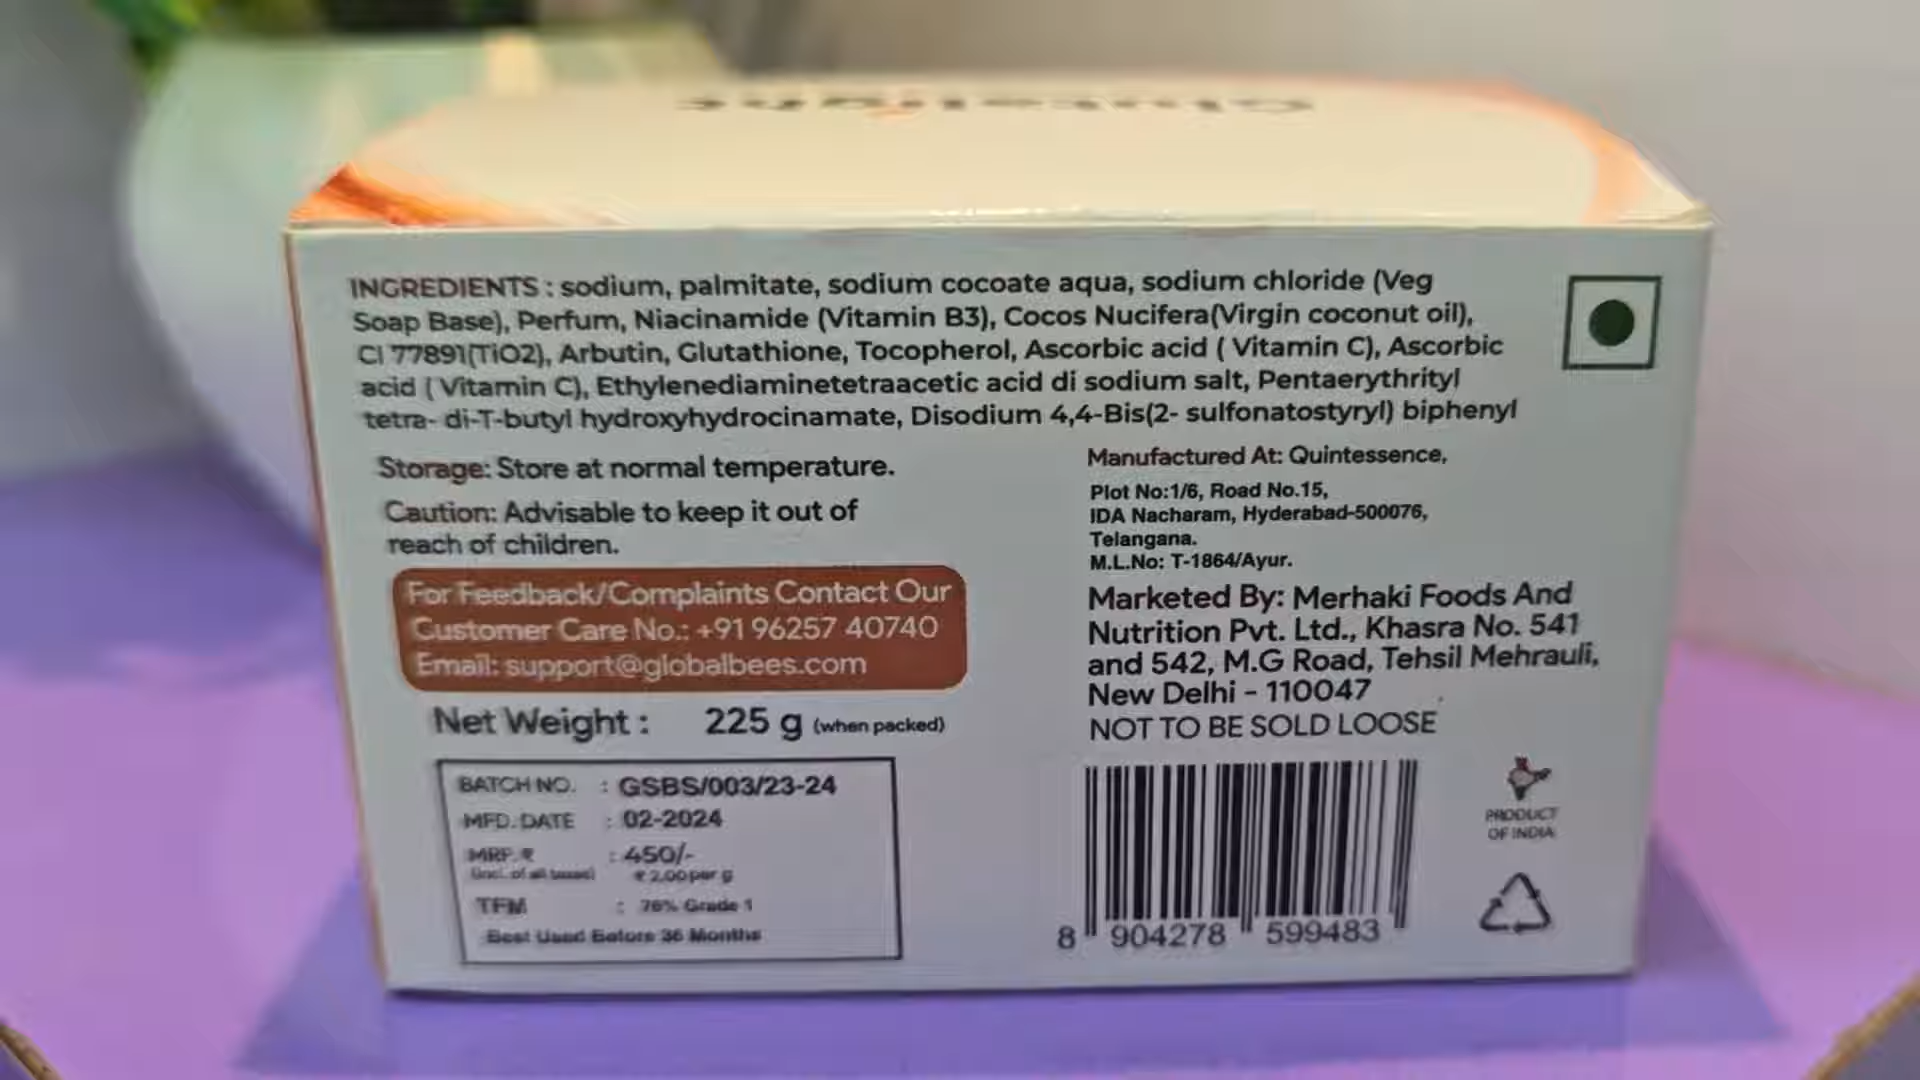 INGREDIENTS : sodium, palmitate, sodium cocoate aqua, sodium chloride (Veg
Soap Base), Perfum, Niacinamide (Vitamin B3), Cocos Nucifera(Virgin coconut oil),
CI 77891(TiO2), Arbutin, Glutathione, Tocopherol, Ascorbic acid ( Vitamin C), Ascorbic
acid ( Vitamin C), Ethylenediaminetetraacetic acid di sodium salt, Pentaerythrityl
tetra- di-T-butyl hydroxyhydrocinamate, Disodium 4,4-Bis(2- sulfonatostyryl) biphenyl
Storage: Store at normal temperature.
Caution: Advisable to keep it out of
reach of children.
For Feedback/Complaints Contact Our
Customer Care No.: +91 96257 40740
Email: support@globalbees.com
Net Weight : 225 g (when packed)
BATCH NO. : GSBS/003/23-24
MFD. DATE : 02-2024
MRP. ₹ : 450/-
(incl. of all taxes) ₹ 2.00 per g
TFM : 76% Grade 1
Best Used Before 36 Months
Manufactured At: Quintessence,
Plot No:1/6, Road No.15,
IDA Nacharam, Hyderabad-500076,
Telangana.
M.L.No: T-1864/Ayur.
Marketed By: Merhaki Foods And
Nutrition Pvt. Ltd., Khasra No. 541
and 542, M.G Road, Tehsil Mehrauli,
New Delhi - 110047
NOT TO BE SOLD LOOSE
8 904278 599483
PRODUCT
OF INDIA